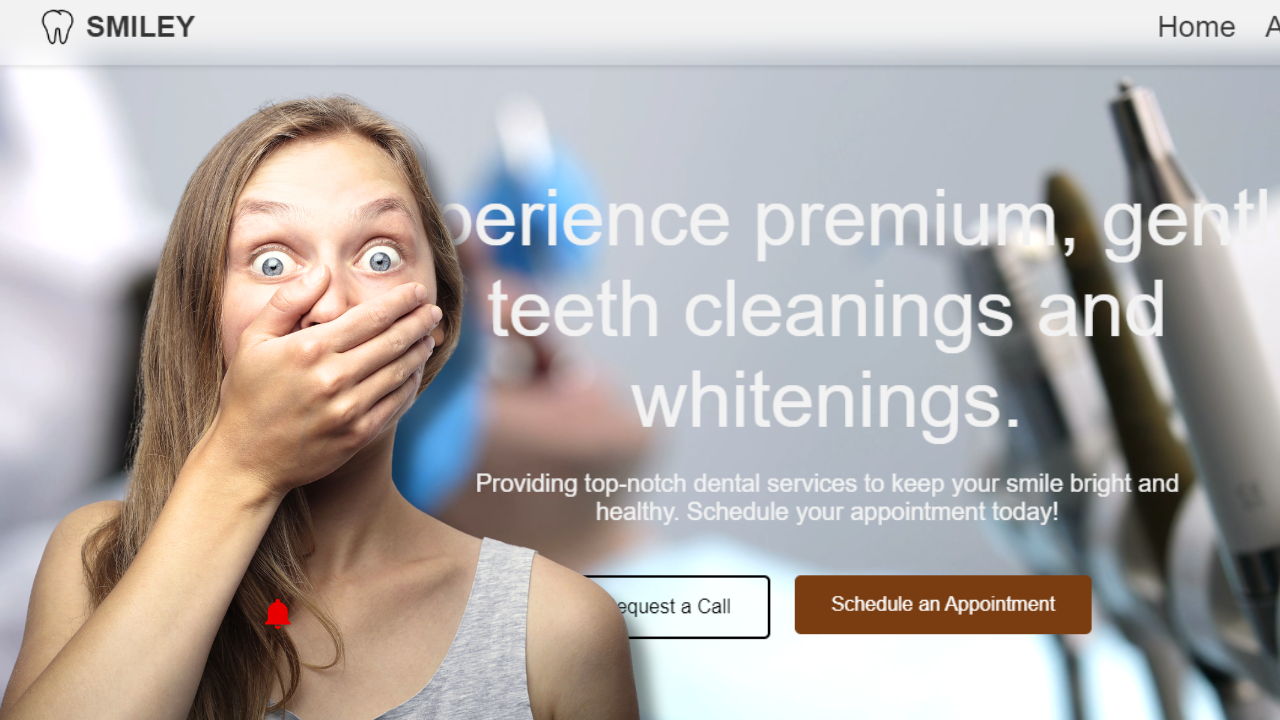 SMILEY
Home A
perience premium, gentl
teeth cleanings and
whitenings.
Providing top-notch dental services to keep your smile bright and
healthy. Schedule your appointment today!
equest a Call
Schedule an Appointment